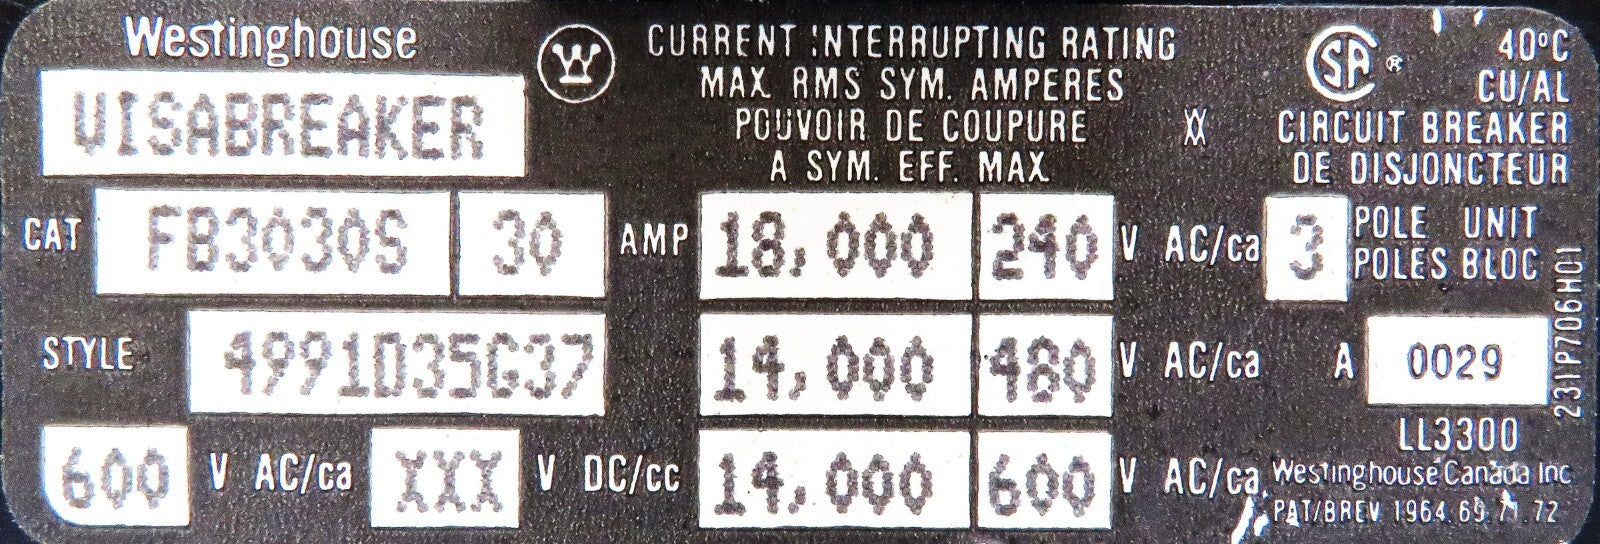 Westinghouse
VISABREAKER
CAT FB3030S 30 AMP
STYLE 4991D35G37
600 V AC/ca XXX V DC/cc
CURRENT INTERRUPTING RATING
MAX. RMS SYM. AMPERES
POUVOIR DE COUPURE
A SYM. EFF. MAX.
18,000 240 V AC/ca
14,000 480 V AC/ca
14,000 600 V AC/ca
SA ® 40°C
CU/AL
CIRCUIT BREAKER
DE DISJONCTEUR
3 POLE UNIT
POLES BLOC
A 0029
LL3300
Westinghouse Canada Inc
PAT/BREV. 1964.69.71.72
231P706H01